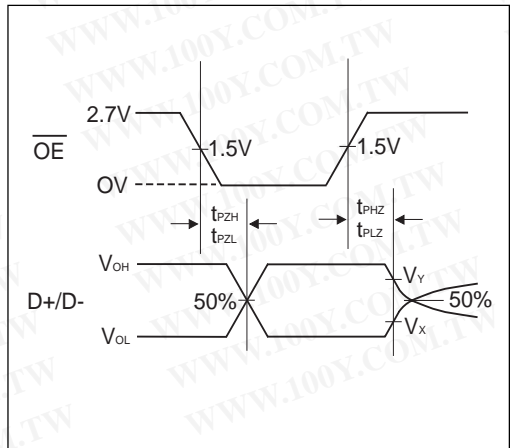 2.7V
OE
1.5V
1.5V
OV
tPZH
tPZL
tPHZ
tPLZ
VOH
VY
D+/D-
50%
50%
VOL
VX
WWW.100Y.COM.TW